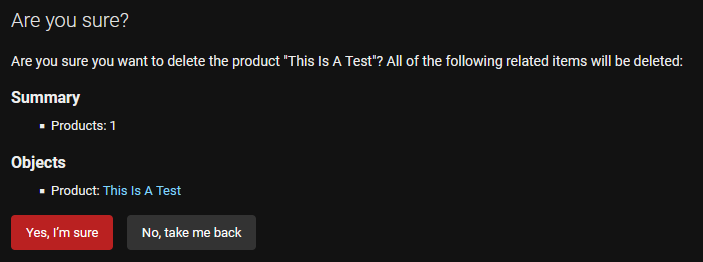 Are you sure?
Are you sure you want to delete the product "This Is A Test"? All of the following related items will be deleted:
Summary
Products: 1
Objects
Product: This Is A Test
Yes, I’m sure
No, take me back